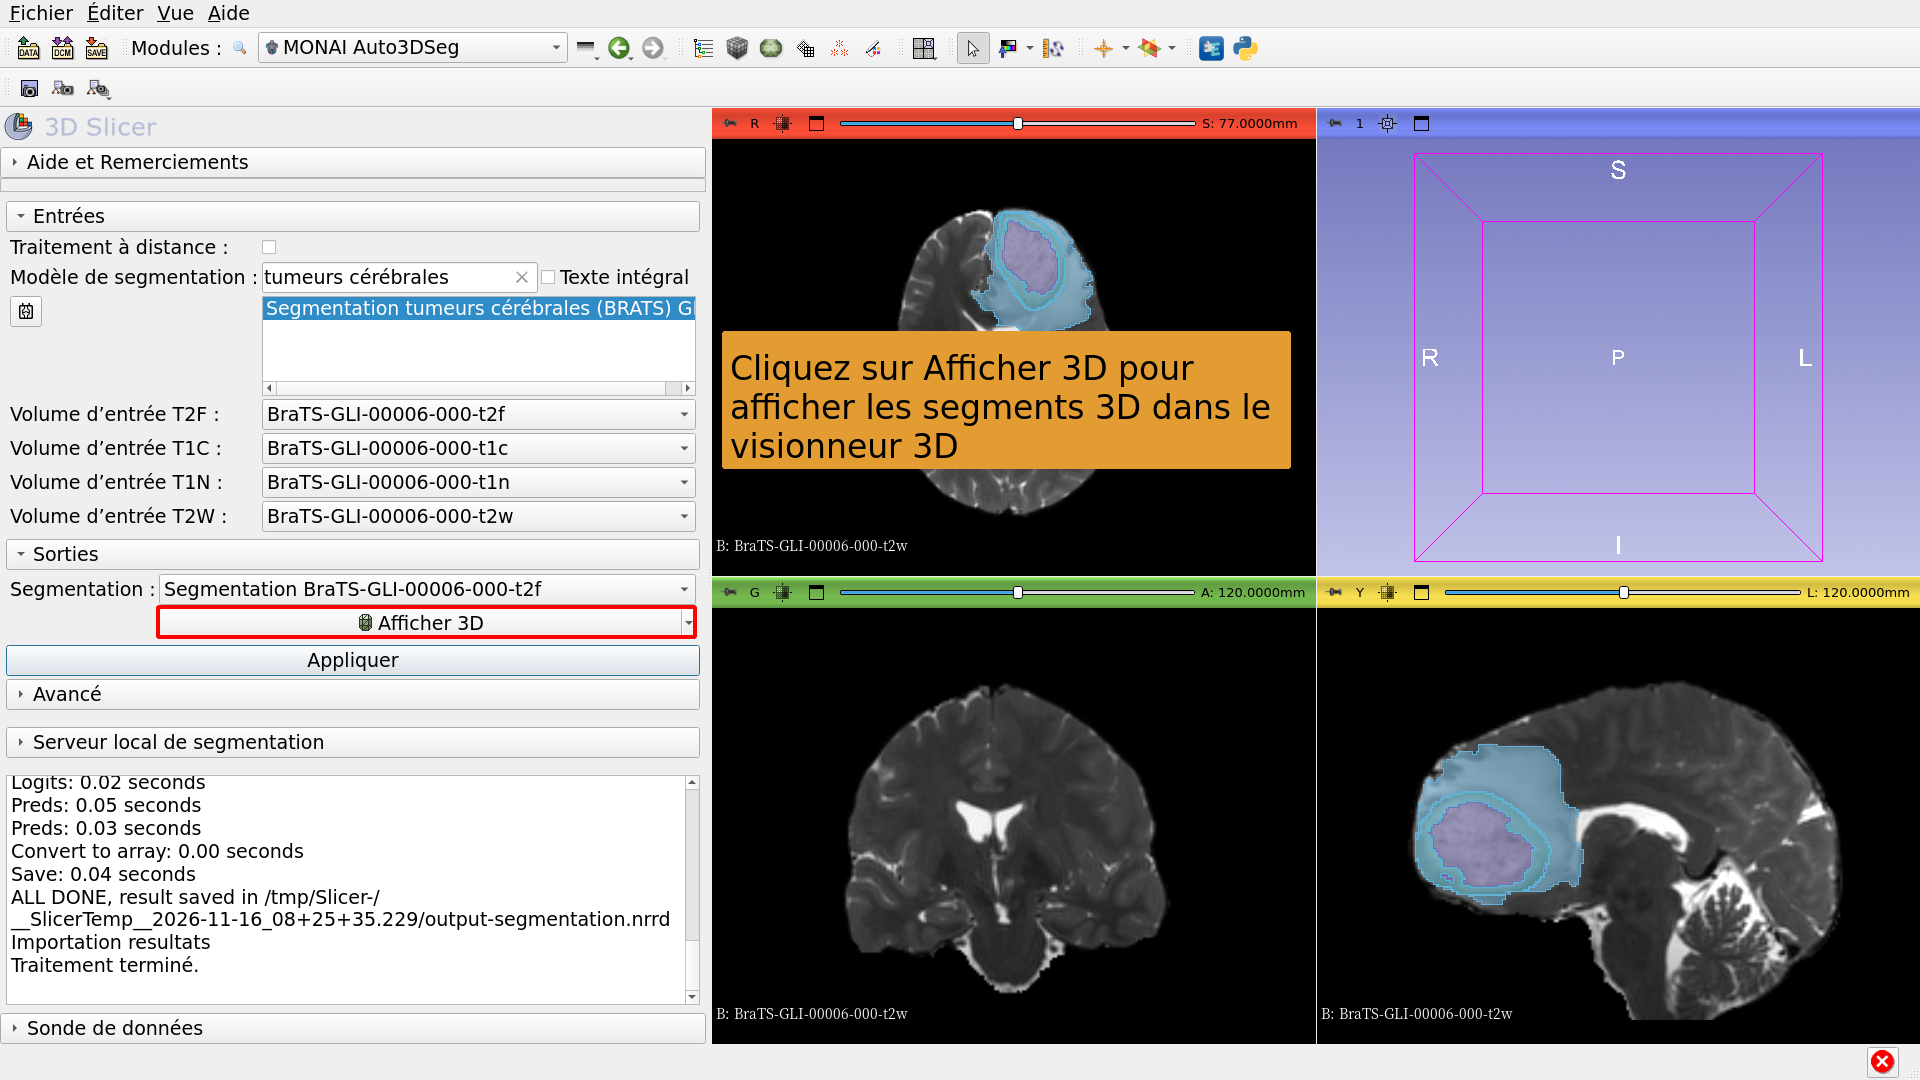 Fichier Éditer Vue Aide
DATA DCM SAVE Modules : MONAI Auto3DSeg
3D Slicer
Aide et Remerciements
Entrées
Traitement à distance :
Modèle de segmentation : tumeurs cérébrales Texte intégral
Segmentation tumeurs cérébrales (BRATS) GL
Volume d’entrée T2F : BraTS-GLI-00006-000-t2f
Volume d’entrée T1C : BraTS-GLI-00006-000-t1c
Volume d’entrée T1N : BraTS-GLI-00006-000-t1n
Volume d’entrée T2W : BraTS-GLI-00006-000-t2w
Sorties
Segmentation : Segmentation BraTS-GLI-00006-000-t2f
Afficher 3D
Appliquer
Avancé
Serveur local de segmentation
Logits: 0.02 seconds
Preds: 0.05 seconds
Preds: 0.03 seconds
Convert to array: 0.00 seconds
Save: 0.04 seconds
ALL DONE, result saved in /tmp/Slicer-/
__SlicerTemp__2026-11-16_08+25+35.229/output-segmentation.nrrd
Importation resultats
Traitement terminé.
Sonde de données
R S: 77.0000mm
Cliquez sur Afficher 3D pour
afficher les segments 3D dans le
visionneur 3D
B: BraTS-GLI-00006-000-t2w
1
S
R P L
I
G A: 120.0000mm
B: BraTS-GLI-00006-000-t2w
Y L: 120.0000mm
B: BraTS-GLI-00006-000-t2w